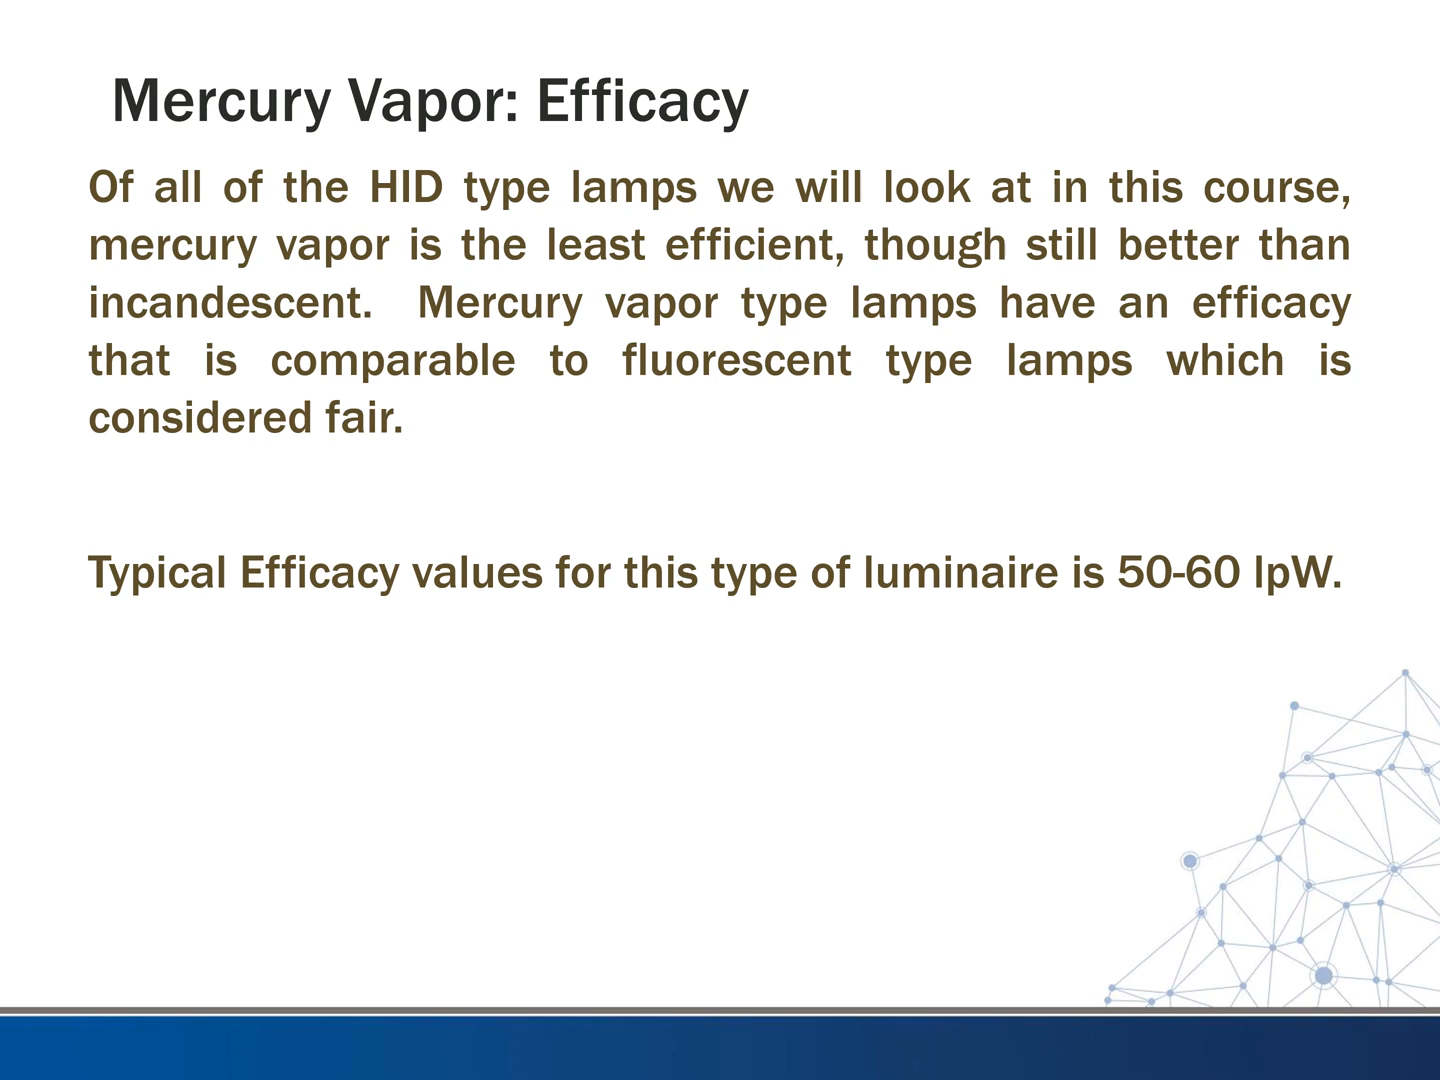 Mercury Vapor: Efficacy
Of all of the HID type lamps we will look at in this course,
mercury vapor is the least efficient, though still better than
incandescent.  Mercury vapor type lamps have an efficacy
that is comparable to fluorescent type lamps which is
considered fair.
Typical Efficacy values for this type of luminaire is 50-60 lpW.